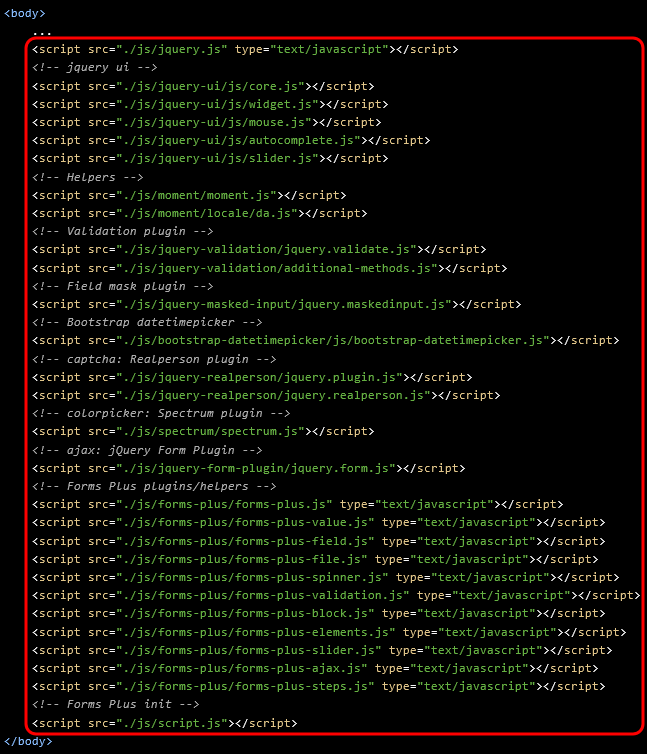 <body>
...
<script src="./js/jquery.js" type="text/javascript"></script>
<!-- jquery ui -->
<script src="./js/jquery-ui/js/core.js"></script>
<script src="./js/jquery-ui/js/widget.js"></script>
<script src="./js/jquery-ui/js/mouse.js"></script>
<script src="./js/jquery-ui/js/autocomplete.js"></script>
<script src="./js/jquery-ui/js/slider.js"></script>
<!-- Helpers -->
<script src="./js/moment/moment.js"></script>
<script src="./js/moment/locale/da.js"></script>
<!-- Validation plugin -->
<script src="./js/jquery-validation/jquery.validate.js"></script>
<script src="./js/jquery-validation/additional-methods.js"></script>
<!-- Field mask plugin -->
<script src="./js/jquery-masked-input/jquery.maskedinput.js"></script>
<!-- Bootstrap datetimepicker -->
<script src="./js/bootstrap-datetimepicker/js/bootstrap-datetimepicker.js"></script>
<!-- captcha: Realperson plugin -->
<script src="./js/jquery-realperson/jquery.plugin.js"></script>
<script src="./js/jquery-realperson/jquery.realperson.js"></script>
<!-- colorpicker: Spectrum plugin -->
<script src="./js/spectrum/spectrum.js"></script>
<!-- ajax: jQuery Form Plugin -->
<script src="./js/jquery-form-plugin/jquery.form.js"></script>
<!-- Forms Plus plugins/helpers -->
<script src="./js/forms-plus/forms-plus.js" type="text/javascript"></script>
<script src="./js/forms-plus/forms-plus-value.js" type="text/javascript"></script>
<script src="./js/forms-plus/forms-plus-field.js" type="text/javascript"></script>
<script src="./js/forms-plus/forms-plus-file.js" type="text/javascript"></script>
<script src="./js/forms-plus/forms-plus-spinner.js" type="text/javascript"></script>
<script src="./js/forms-plus/forms-plus-validation.js" type="text/javascript"></script>
<script src="./js/forms-plus/forms-plus-block.js" type="text/javascript"></script>
<script src="./js/forms-plus/forms-plus-elements.js" type="text/javascript"></script>
<script src="./js/forms-plus/forms-plus-slider.js" type="text/javascript"></script>
<script src="./js/forms-plus/forms-plus-ajax.js" type="text/javascript"></script>
<script src="./js/forms-plus/forms-plus-steps.js" type="text/javascript"></script>
<!-- Forms Plus init -->
<script src="./js/script.js"></script>
</body>